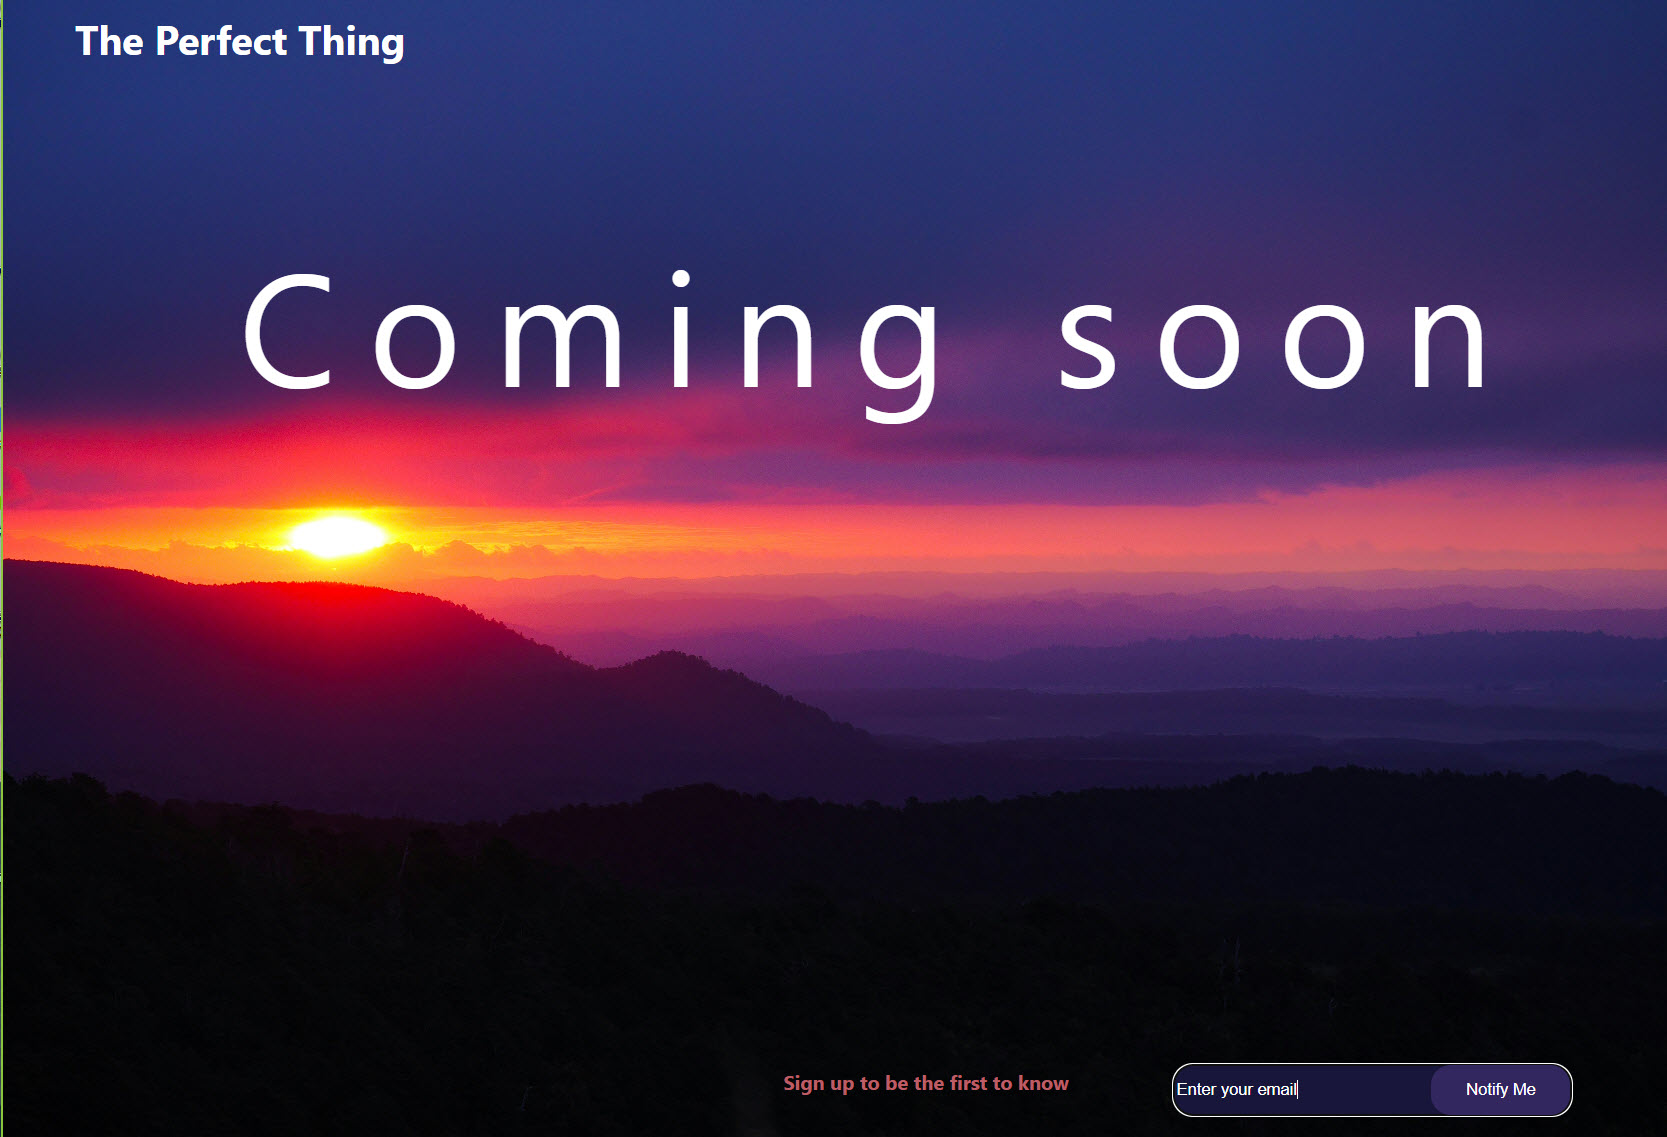 The Perfect Thing
Coming soon
Sign up to be the first to know
Enter your email
Notify Me